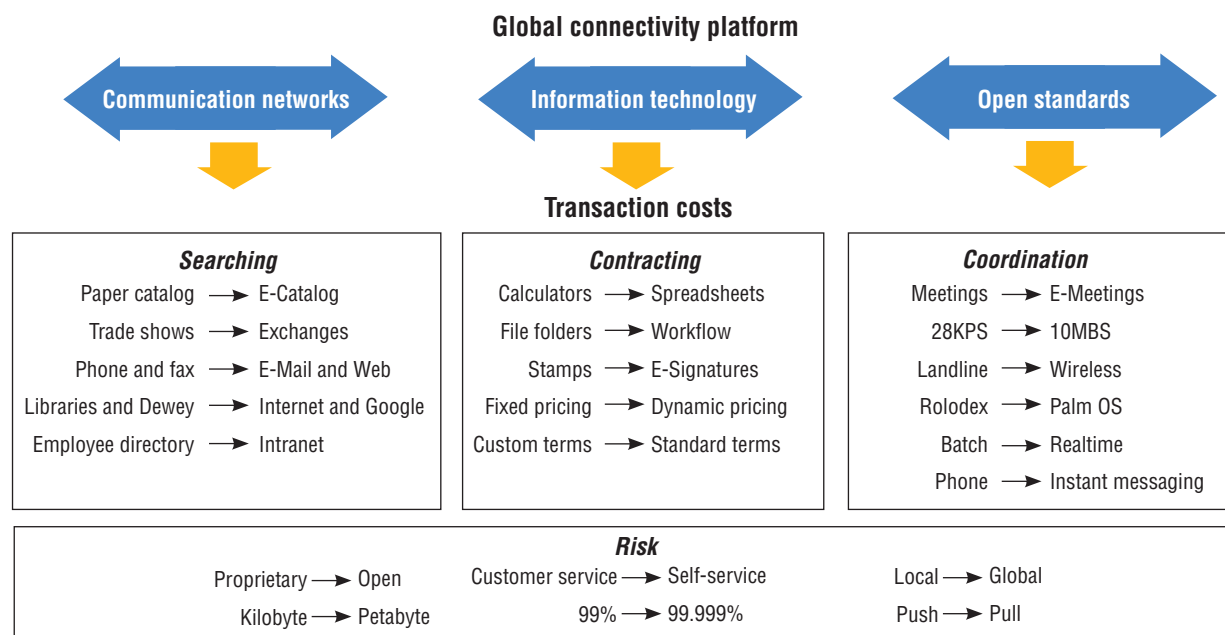 Global connectivity platform
Communication networks
Information technology
Open standards
Transaction costs
Searching
Paper catalog → E-Catalog
Trade shows → Exchanges
Phone and fax → E-Mail and Web
Libraries and Dewey → Internet and Google
Employee directory → Intranet
Contracting
Calculators → Spreadsheets
File folders → Workflow
Stamps → E-Signatures
Fixed pricing → Dynamic pricing
Custom terms → Standard terms
Coordination
Meetings → E-Meetings
28KPS → 10MBS
Landline → Wireless
Rolodex → Palm OS
Batch → Realtime
Phone → Instant messaging
Risk
Proprietary → Open
Kilobyte → Petabyte
Customer service → Self-service
99% → 99.999%
Local → Global
Push → Pull